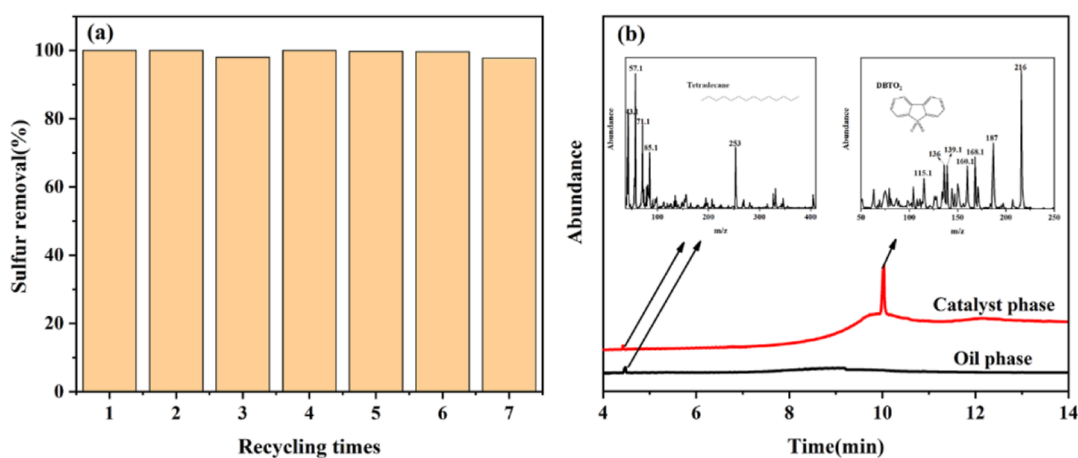 (a)
Sulfur removal(%)
100
80
60
40
20
0
1 2 3 4 5 6 7
Recycling times
(b)
Abundance
57.1
43.1
71.1
85.1
253
Tetradecane
Abundance
100 200 300 400
m/z
DBTO2
216
187
168.1
160.1
139.1
136
115.1
Abundance
50 100 150 200 250
m/z
Catalyst phase
Oil phase
4 6 8 10 12 14
Time(min)